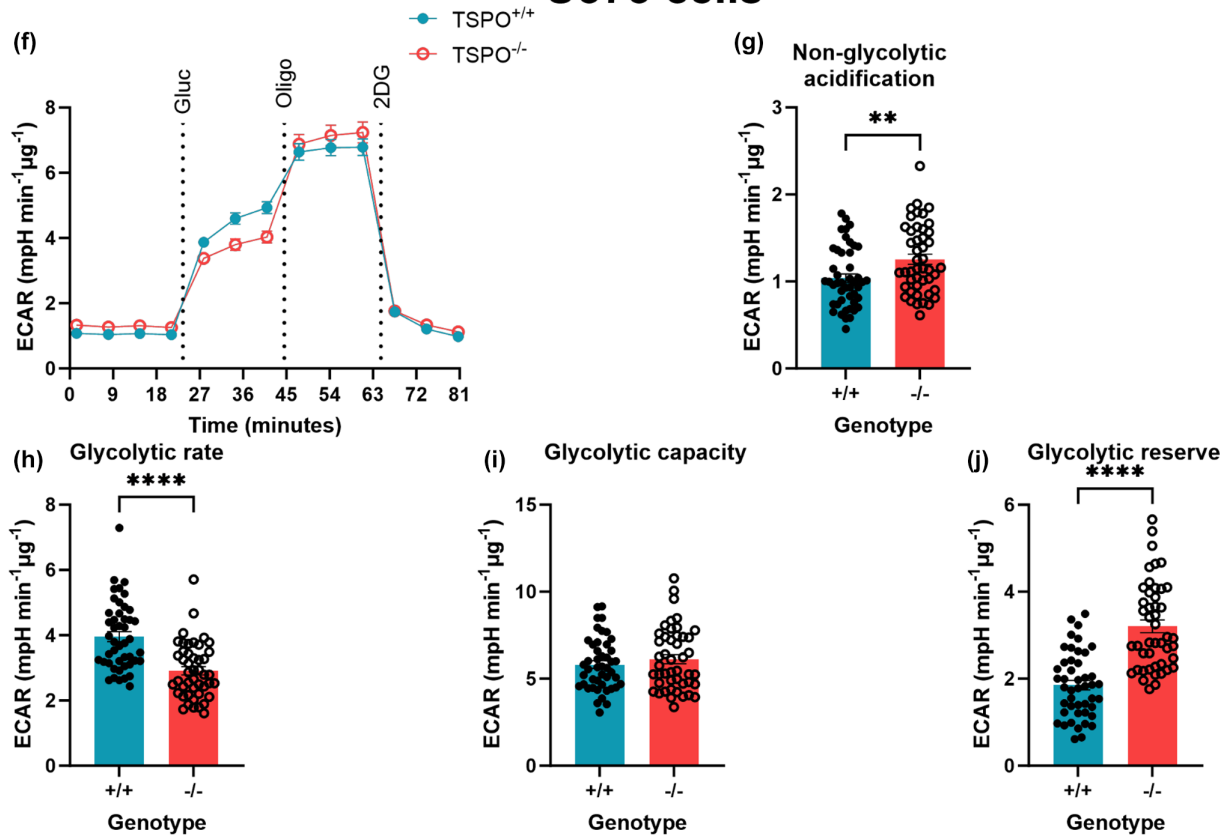 TSPO+/+
TSPO-/-
(f)
Gluc
Oligo
2DG
ECAR (mpH min-1µg-1)
8
6
4
2
0
0 9 18 27 36 45 54 63 72 81
Time (minutes)
(g)
Non-glycolytic
acidification
**
ECAR (mpH min-1µg-1)
3
2
1
0
+/+ -/-
Genotype
(h)
Glycolytic rate
****
ECAR (mpH min-1µg-1)
8
6
4
2
0
+/+ -/-
Genotype
(i)
Glycolytic capacity
ECAR (mpH min-1µg-1)
15
10
5
0
+/+ -/-
Genotype
(j)
Glycolytic reserve
****
ECAR (mpH min-1µg-1)
6
4
2
0
+/+ -/-
Genotype